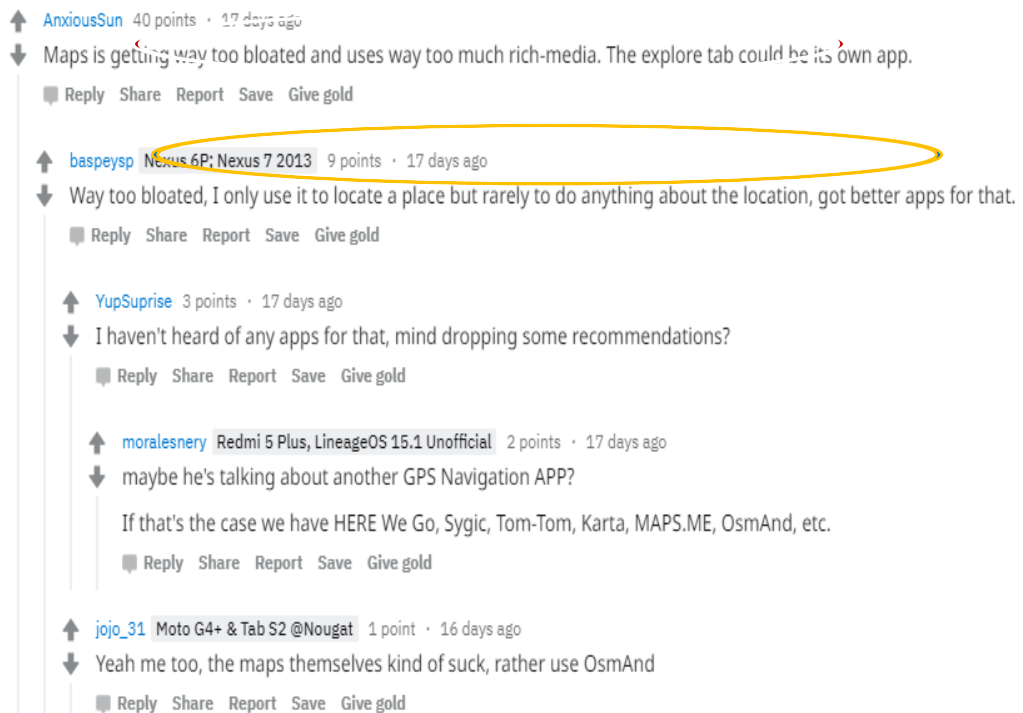 AnxiousSun 40 points · 17 days ago
Maps is getting way too bloated and uses way too much rich-media. The explore tab could be its own app.
Reply Share Report Save Give gold
baspeysp Nexus 6P; Nexus 7 2013 9 points · 17 days ago
Way too bloated, I only use it to locate a place but rarely to do anything about the location, got better apps for that.
Reply Share Report Save Give gold
YupSuprise 3 points · 17 days ago
I haven't heard of any apps for that, mind dropping some recommendations?
Reply Share Report Save Give gold
moralesnery Redmi 5 Plus, LineageOS 15.1 Unofficial 2 points · 17 days ago
maybe he's talking about another GPS Navigation APP?
If that's the case we have HERE We Go, Sygic, Tom-Tom, Karta, MAPS.ME, OsmAnd, etc.
Reply Share Report Save Give gold
jojo_31 Moto G4+ & Tab S2 @Nougat 1 point · 16 days ago
Yeah me too, the maps themselves kind of suck, rather use OsmAnd
Reply Share Report Save Give gold